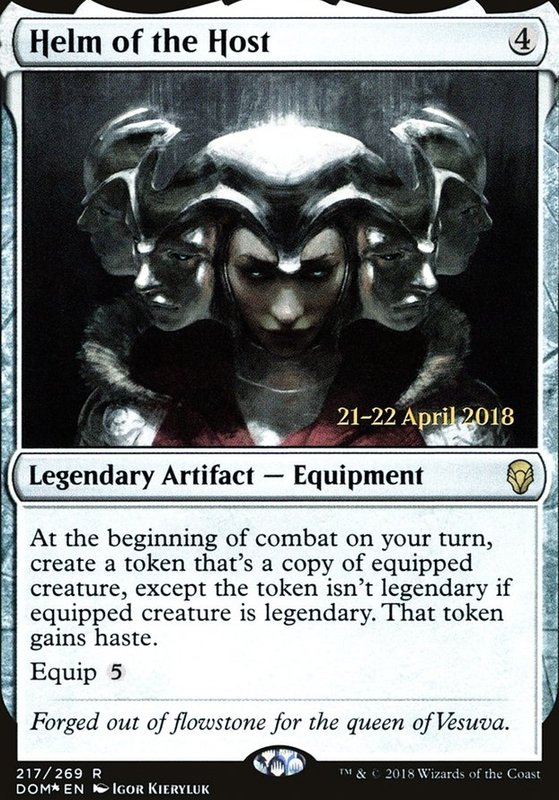 Helm of the Host 4
21–22 April 2018
Legendary Artifact — Equipment
At the beginning of combat on your turn,
create a token that's a copy of equipped
creature, except the token isn't legendary if
equipped creature is legendary. That token
gains haste.
Equip 5
Forged out of flowstone for the queen of Vesuva.
217/269 R
DOM★EN Igor Kieryluk
™ & © 2018 Wizards of the Coast